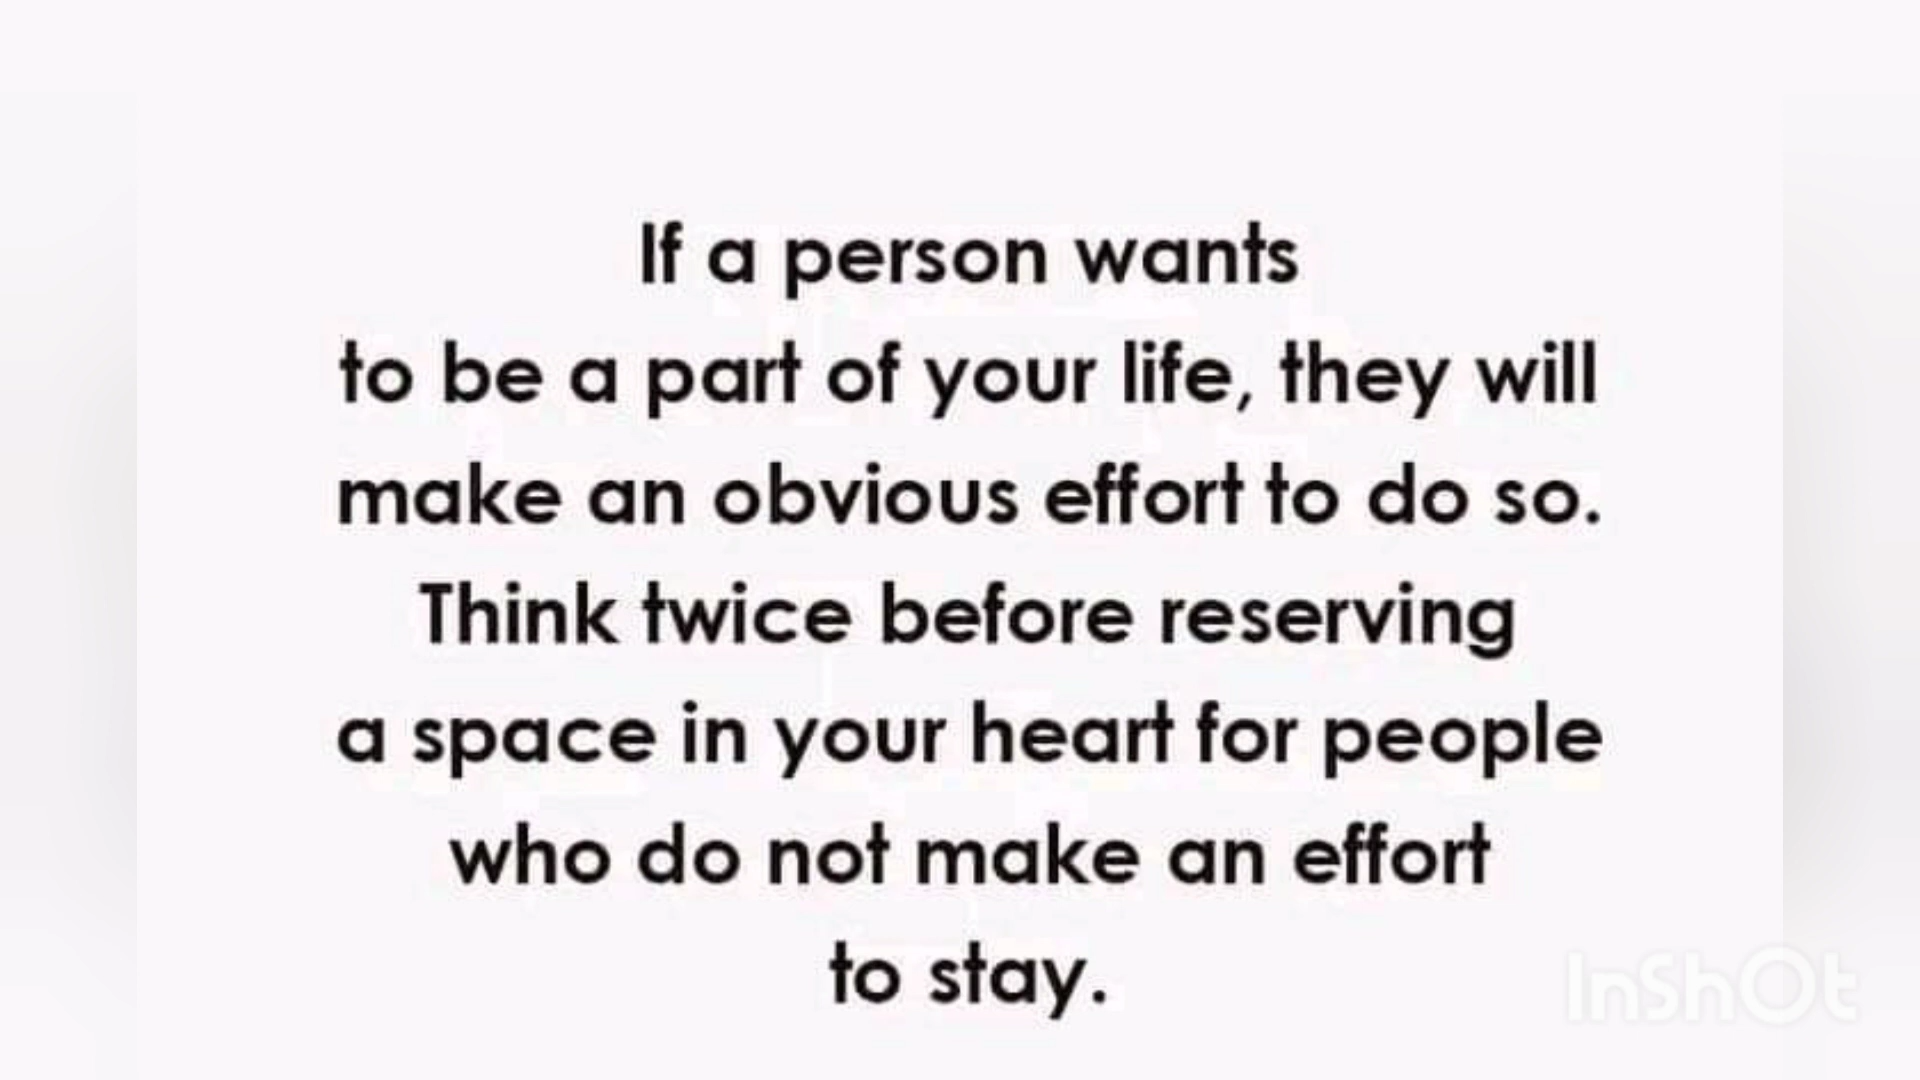 If a person wants
to be a part of your life, they will
make an obvious effort to do so.
Think twice before reserving
a space in your heart for people
who do not make an effort
to stay.
InShOt